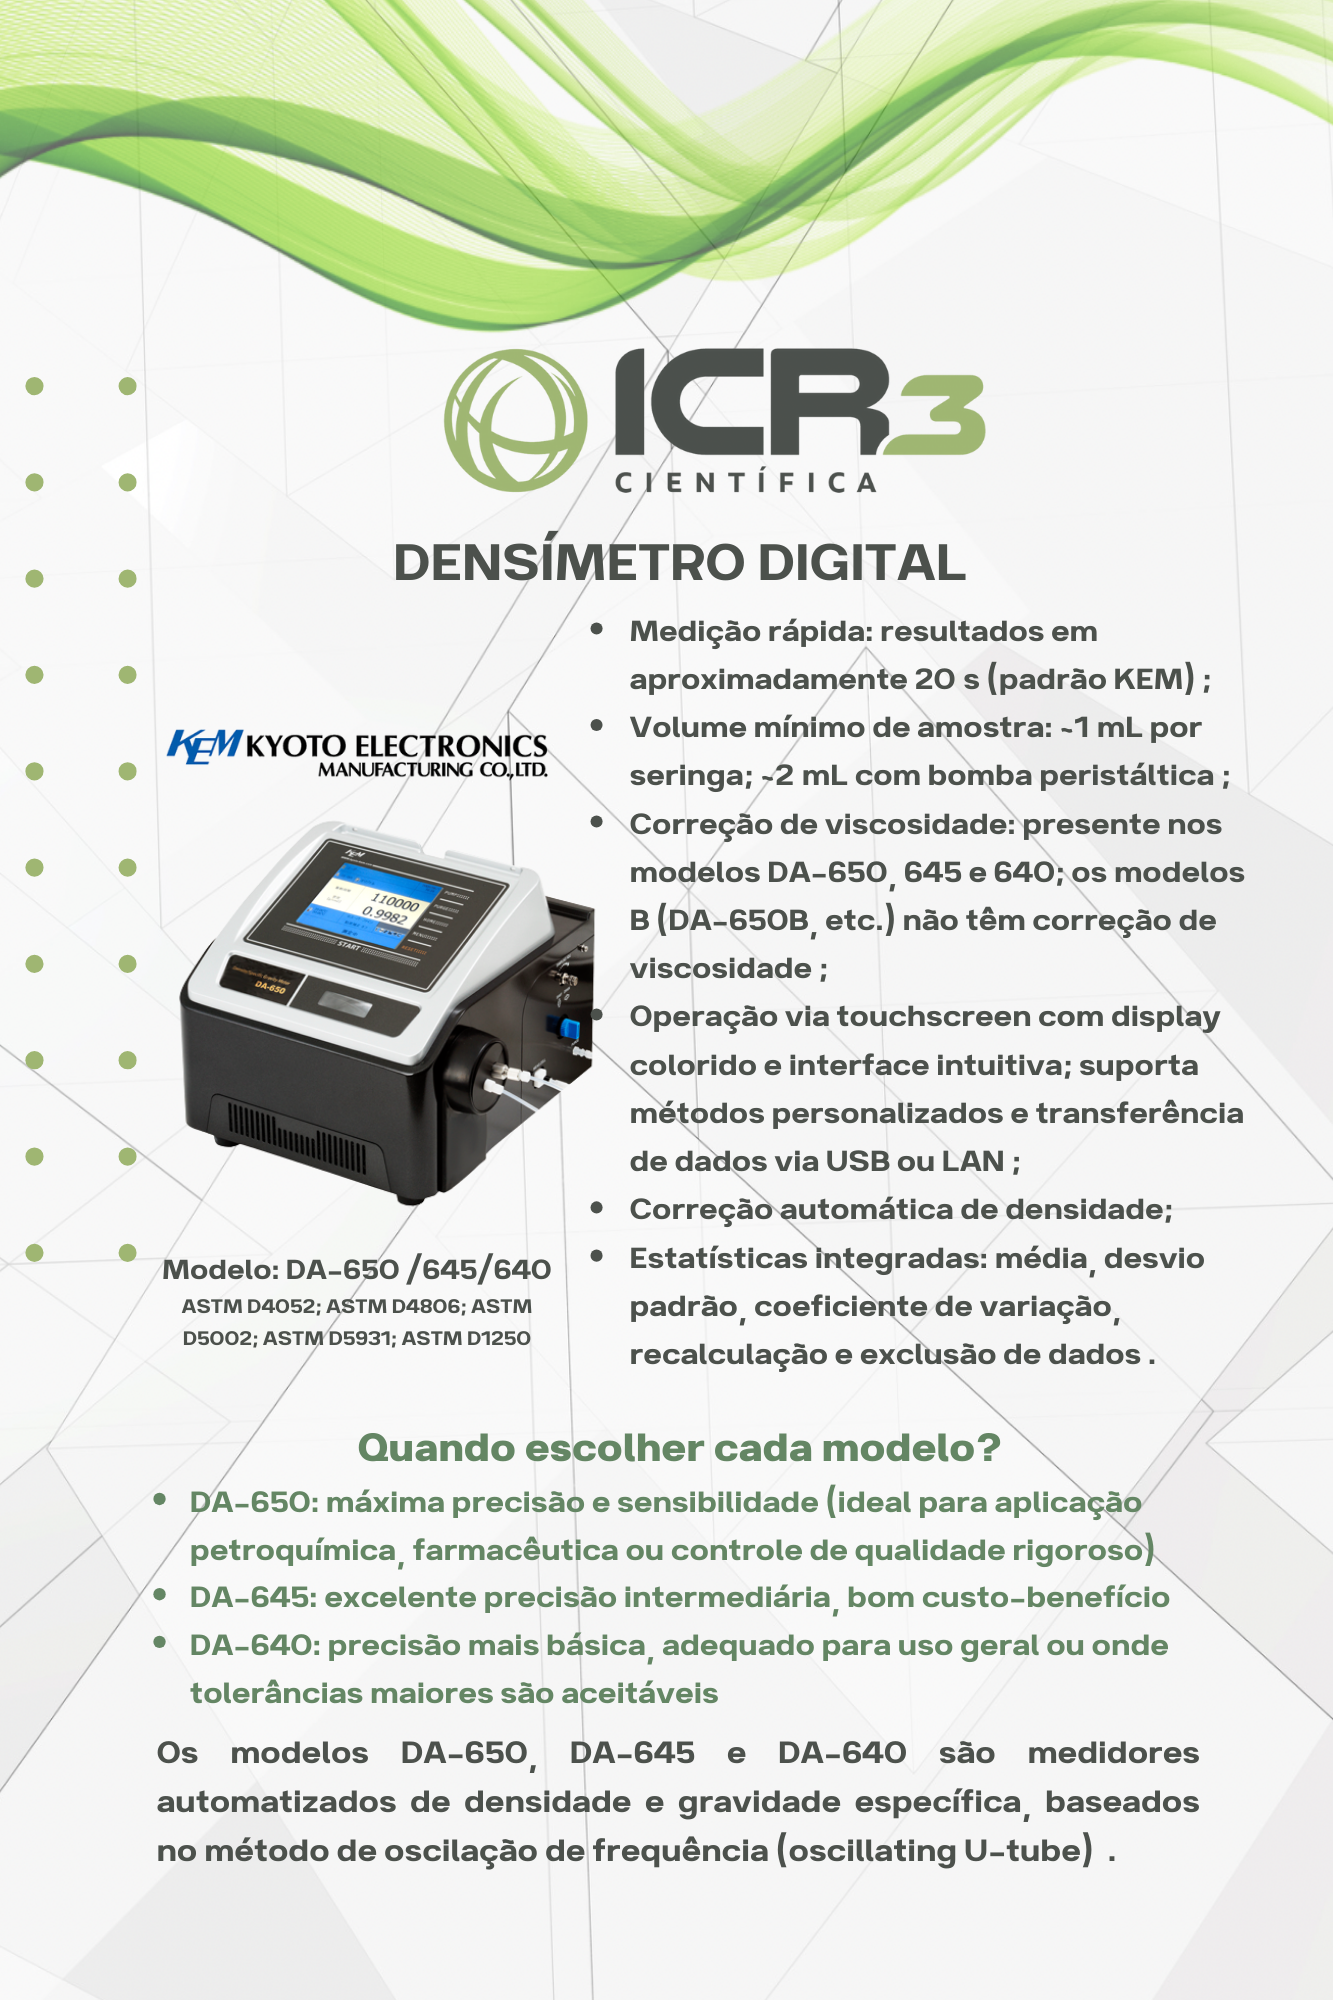 ICR3
CIENTÍFICA
DENSÍMETRO DIGITAL
• Medição rápida: resultados em
aproximadamente 20 s (padrão KEM) ;
• Volume mínimo de amostra: ~1 mL por
seringa; ~2 mL com bomba peristáltica ;
• Correção de viscosidade: presente nos
modelos DA-650, 645 e 640; os modelos
B (DA-650B, etc.) não têm correção de
viscosidade ;
• Operação via touchscreen com display
colorido e interface intuitiva; suporta
métodos personalizados e transferência
de dados via USB ou LAN ;
• Correção automática de densidade;
• Estatísticas integradas: média, desvio
padrão, coeficiente de variação,
recalculação e exclusão de dados .
KEM KYOTO ELECTRONICS
MANUFACTURING CO.,LTD.
KEM
110000
0.9982
START
DA-650
Modelo: DA-650 /645/640
ASTM D4052; ASTM D4806; ASTM
D5002; ASTM D5931; ASTM D1250
Quando escolher cada modelo?
• DA-650: máxima precisão e sensibilidade (ideal para aplicação
petroquímica, farmacêutica ou controle de qualidade rigoroso)
• DA-645: excelente precisão intermediária, bom custo-benefício
• DA-640: precisão mais básica, adequado para uso geral ou onde
tolerâncias maiores são aceitáveis
Os modelos DA-650, DA-645 e DA-640 são medidores
automatizados de densidade e gravidade específica, baseados
no método de oscilação de frequência (oscillating U-tube) .